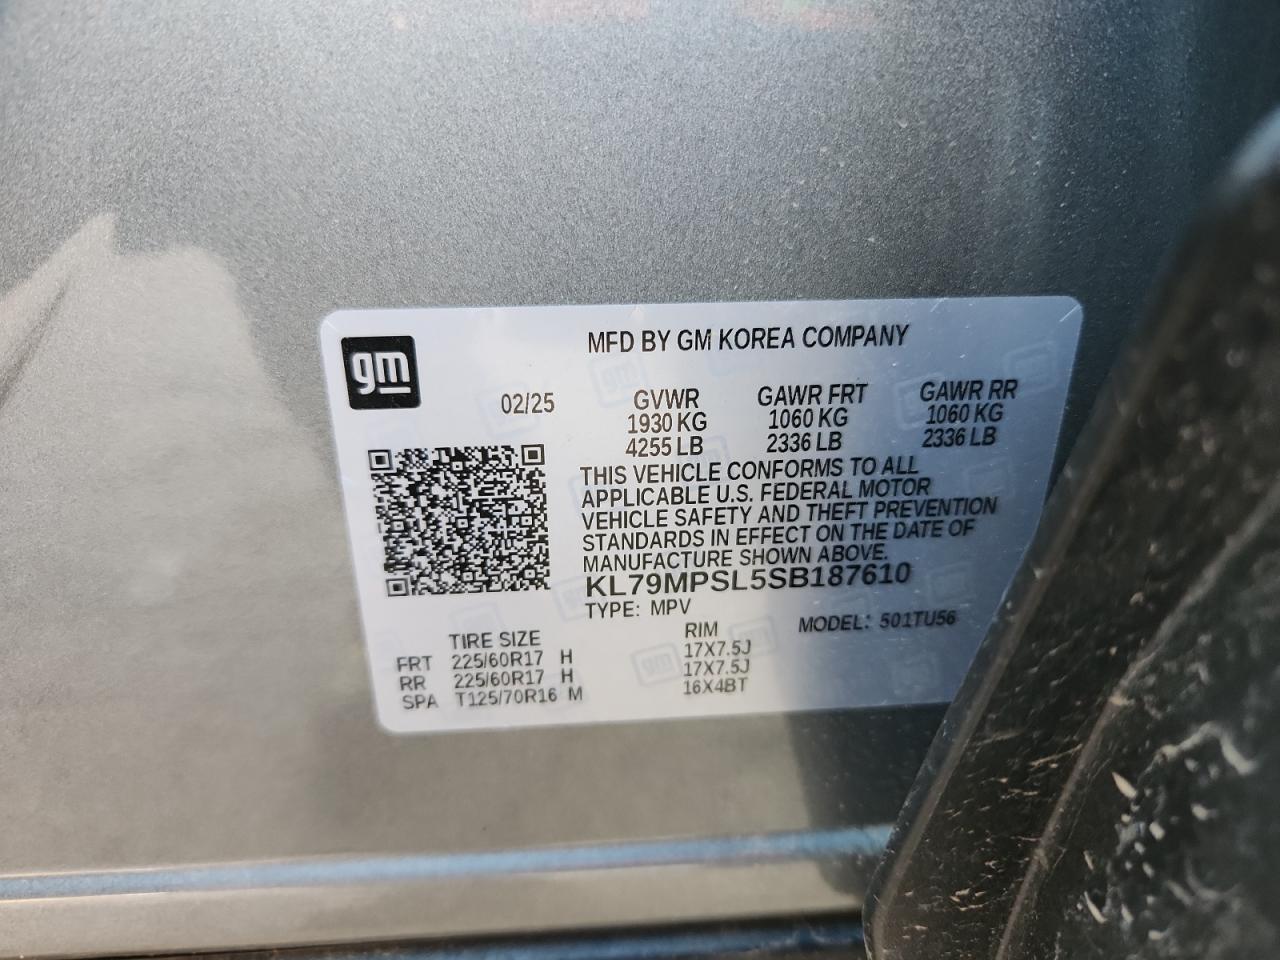 gm
MFD BY GM KOREA COMPANY
02/25 GVWR GAWR FRT GAWR RR
1930 KG 1060 KG 1060 KG
4255 LB 2336 LB 2336 LB
THIS VEHICLE CONFORMS TO ALL
APPLICABLE U.S. FEDERAL MOTOR
VEHICLE SAFETY AND THEFT PREVENTION
STANDARDS IN EFFECT ON THE DATE OF
MANUFACTURE SHOWN ABOVE.
KL79MPSL5SB187610
TYPE: MPV MODEL: 501TU56
TIRE SIZE RIM
FRT 225/60R17 H 17X7.5J
RR 225/60R17 H 17X7.5J
SPA T125/70R16 M 16X4BT